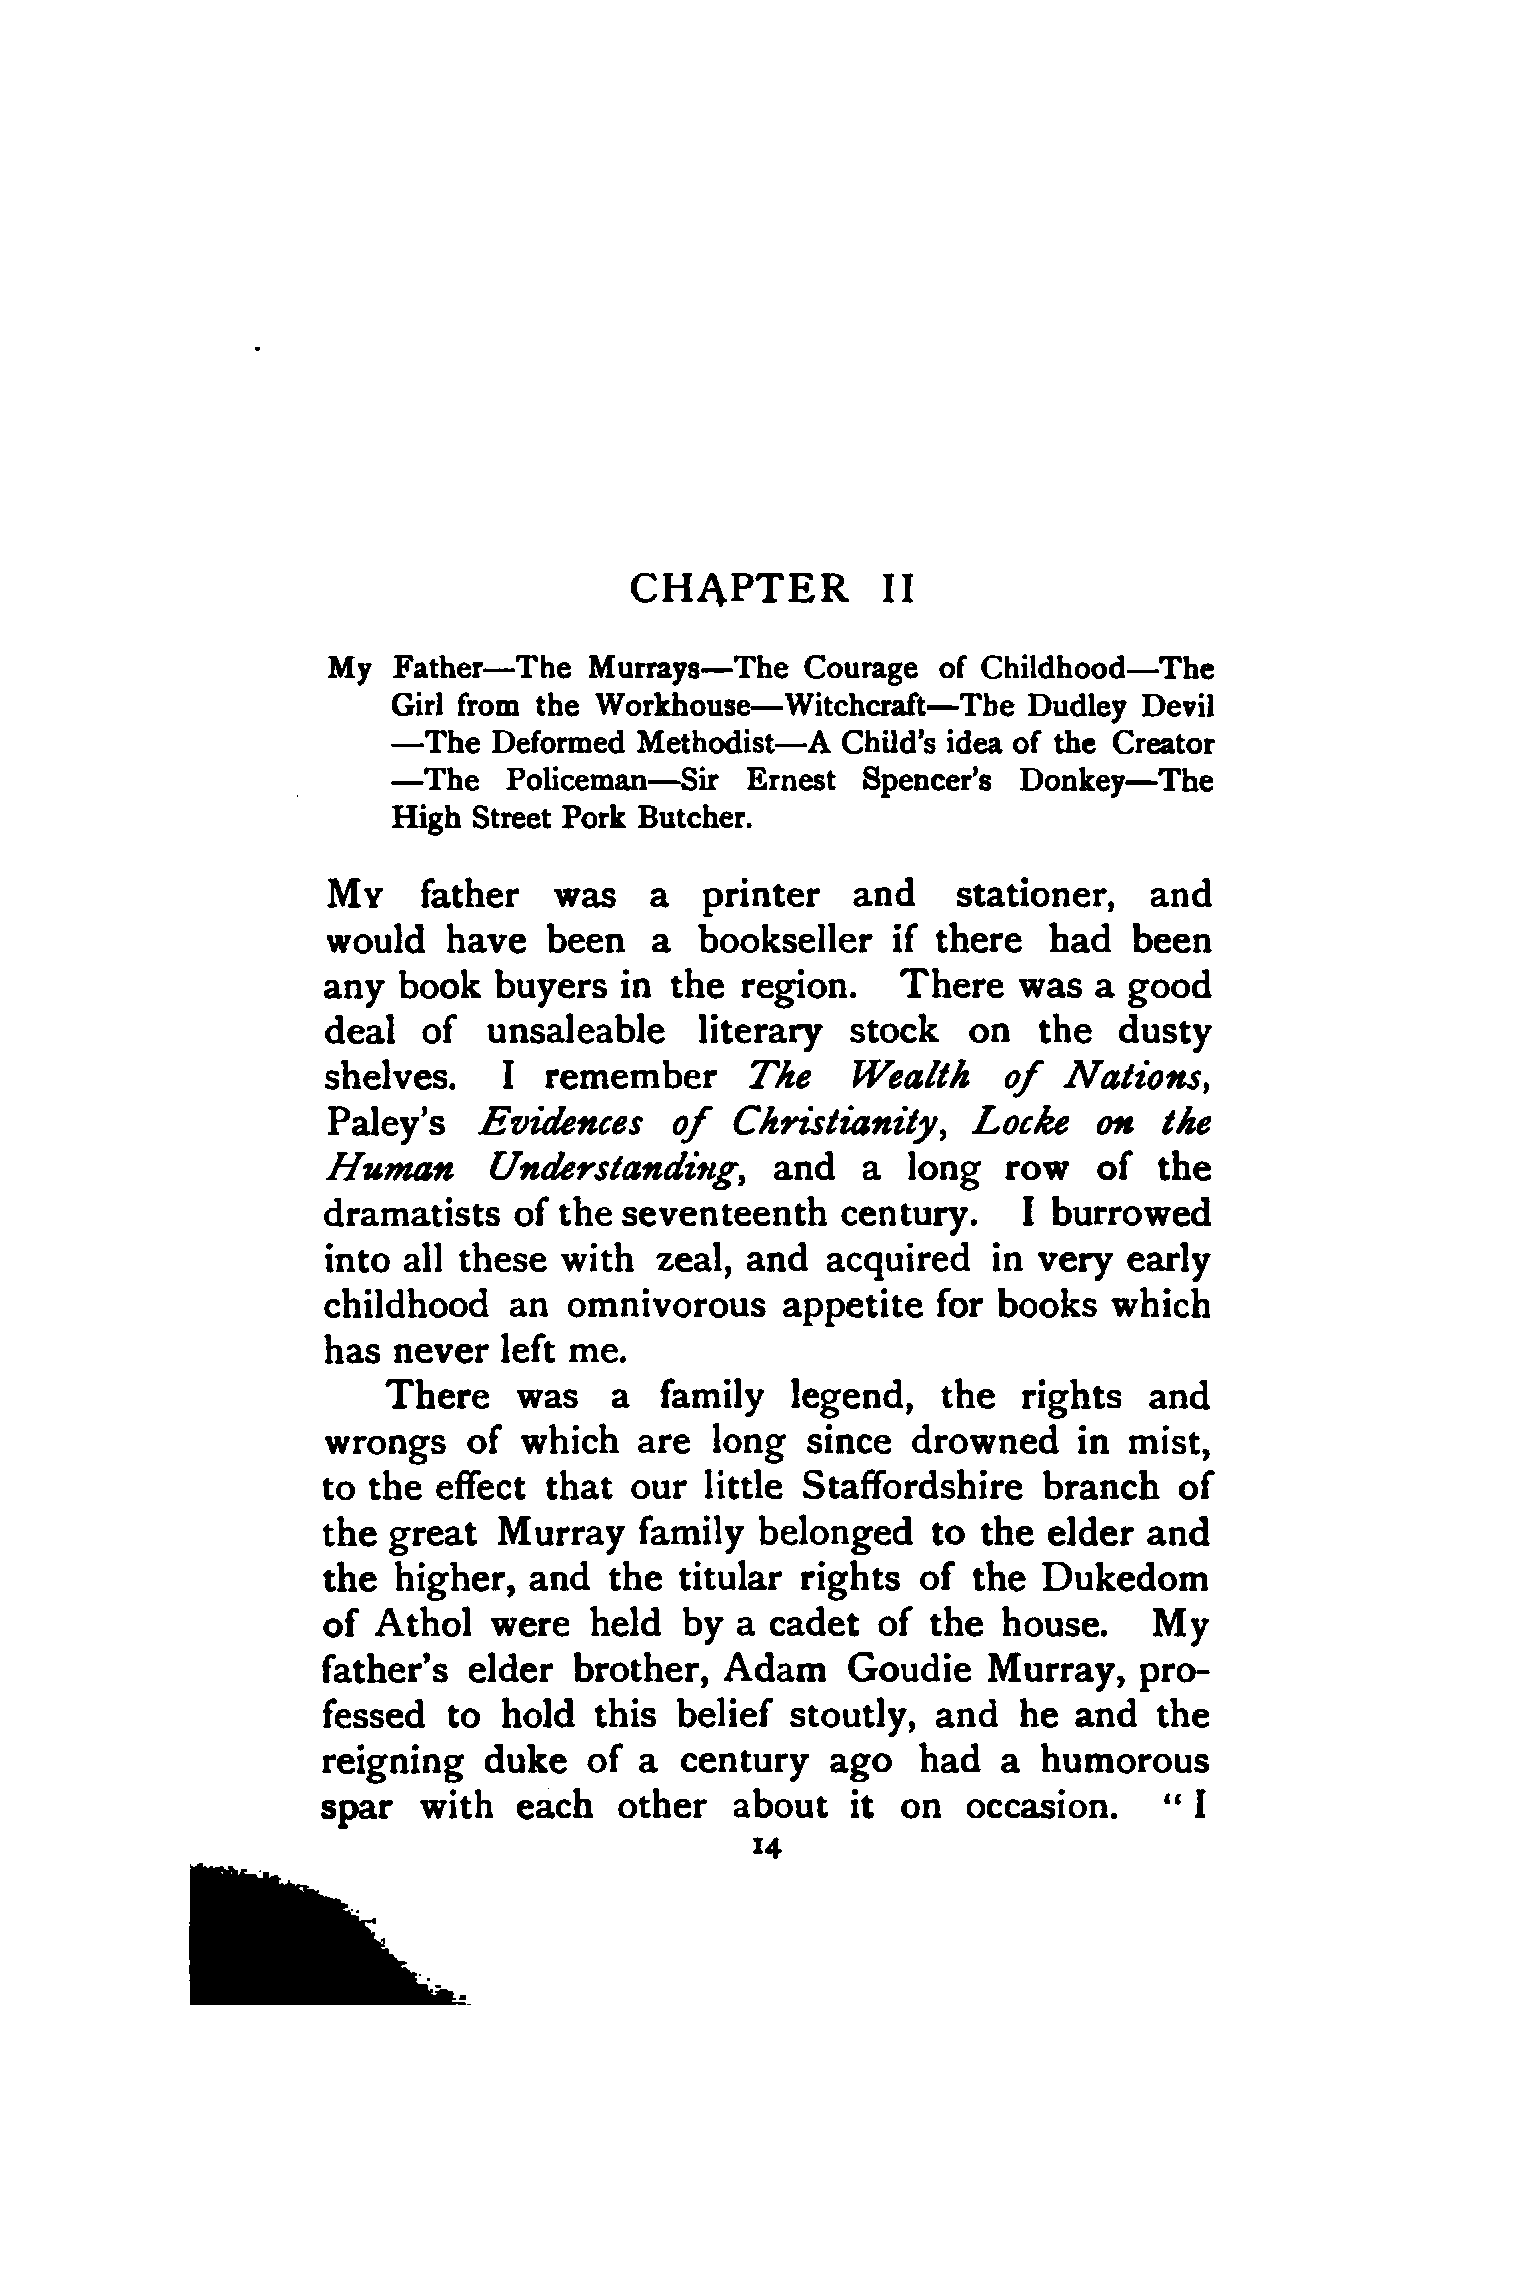 CHAPTER II
My Father—The Murrays—The Courage of Childhood—The
Girl from the Workhouse—Witchcraft—The Dudley Devil
—The Deformed Methodist—A Child's idea of the Creator
—The Policeman—Sir Ernest Spencer's Donkey—The
High Street Pork Butcher.
My father was a printer and stationer, and
would have been a bookseller if there had been
any book buyers in the region. There was a good
deal of unsaleable literary stock on the dusty
shelves. I remember The Wealth of Nations,
Paley's Evidences of Christianity, Locke on the
Human Understanding, and a long row of the
dramatists of the seventeenth century. I burrowed
into all these with zeal, and acquired in very early
childhood an omnivorous appetite for books which
has never left me.
There was a family legend, the rights and
wrongs of which are long since drowned in mist,
to the effect that our little Staffordshire branch of
the great Murray family belonged to the elder and
the higher, and the titular rights of the Dukedom
of Athol were held by a cadet of the house. My
father's elder brother, Adam Goudie Murray, pro-
fessed to hold this belief stoutly, and he and the
reigning duke of a century ago had a humorous
spar with each other about it on occasion. "I
14